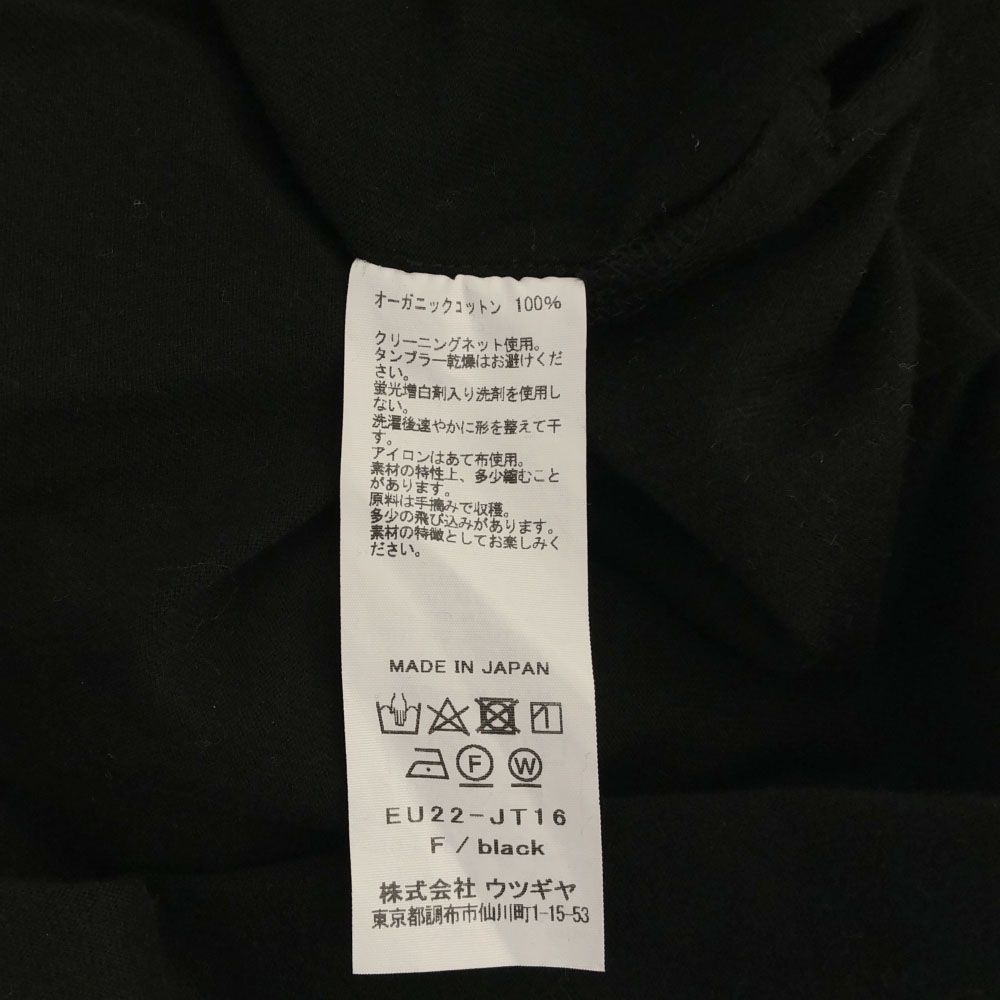 オーガニックコットン 100%
クリーニングネット使用。
タンブラー乾燥はお避けくだ
さい。
蛍光増白剤入り洗剤を使用し
ない。
洗濯後速やかに形を整えて干
す。
アイロンはあて布使用。
素材の特性上、多少縮むこと
があります。
原料は手摘みで収穫。
多少の飛び込みがあります。
素材の特徴としてお楽しみく
ださい。
MADE IN JAPAN
F W
EU22-JT16
F / black
株式会社 ウツギヤ
東京都調布市仙川町1-15-53